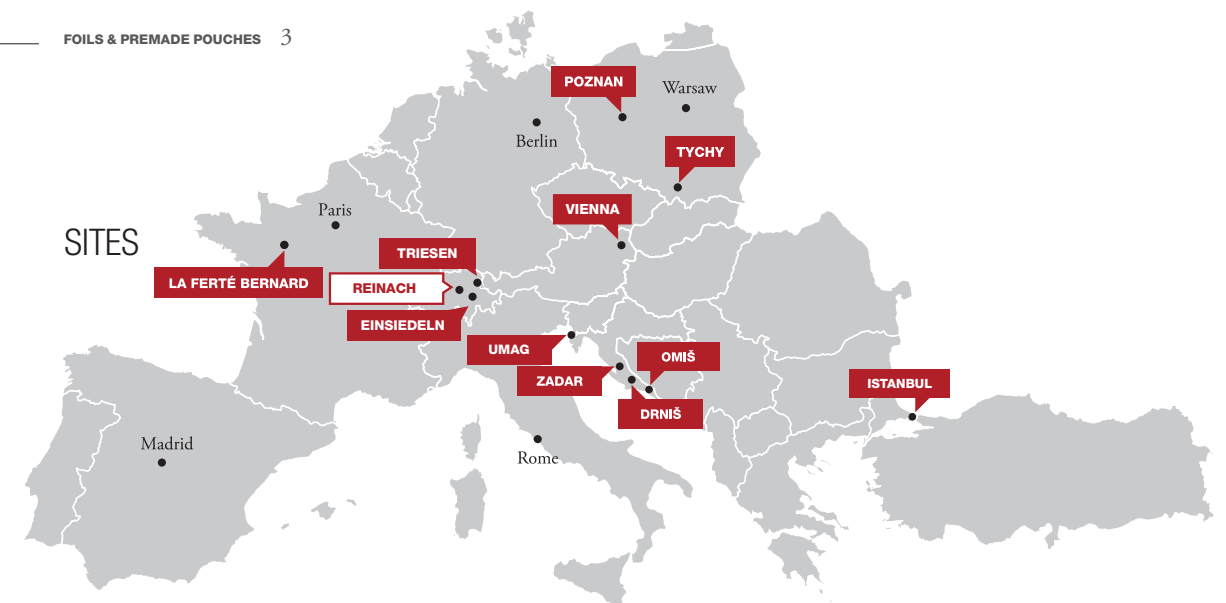 FOILS & PREMADE POUCHES 3
POZNAN
Warsaw
Berlin
TYCHY
Paris
VIENNA
SITES
TRIESEN
LA FERTÉ BERNARD
REINACH
EINSIEDELN
UMAG
OMIŠ
ZADAR
ISTANBUL
DRNIŠ
Madrid
Rome